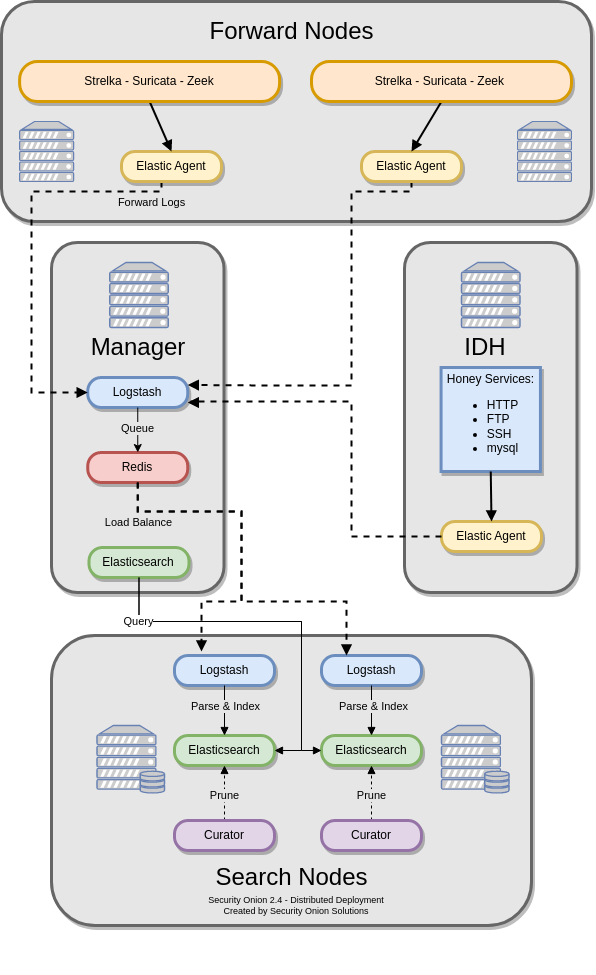 Forward Nodes
Strelka - Suricata - Zeek
Strelka - Suricata - Zeek
Elastic Agent
Elastic Agent
Forward Logs
Manager
IDH
Logstash
Honey Services:
HTTP
FTP
SSH
mysql
Queue
Redis
Load Balance
Elastic Agent
Elasticsearch
Query
Logstash
Logstash
Parse & Index
Parse & Index
Elasticsearch
Elasticsearch
Prune
Prune
Curator
Curator
Search Nodes
Security Onion 2.4 - Distributed Deployment
Created by Security Onion Solutions